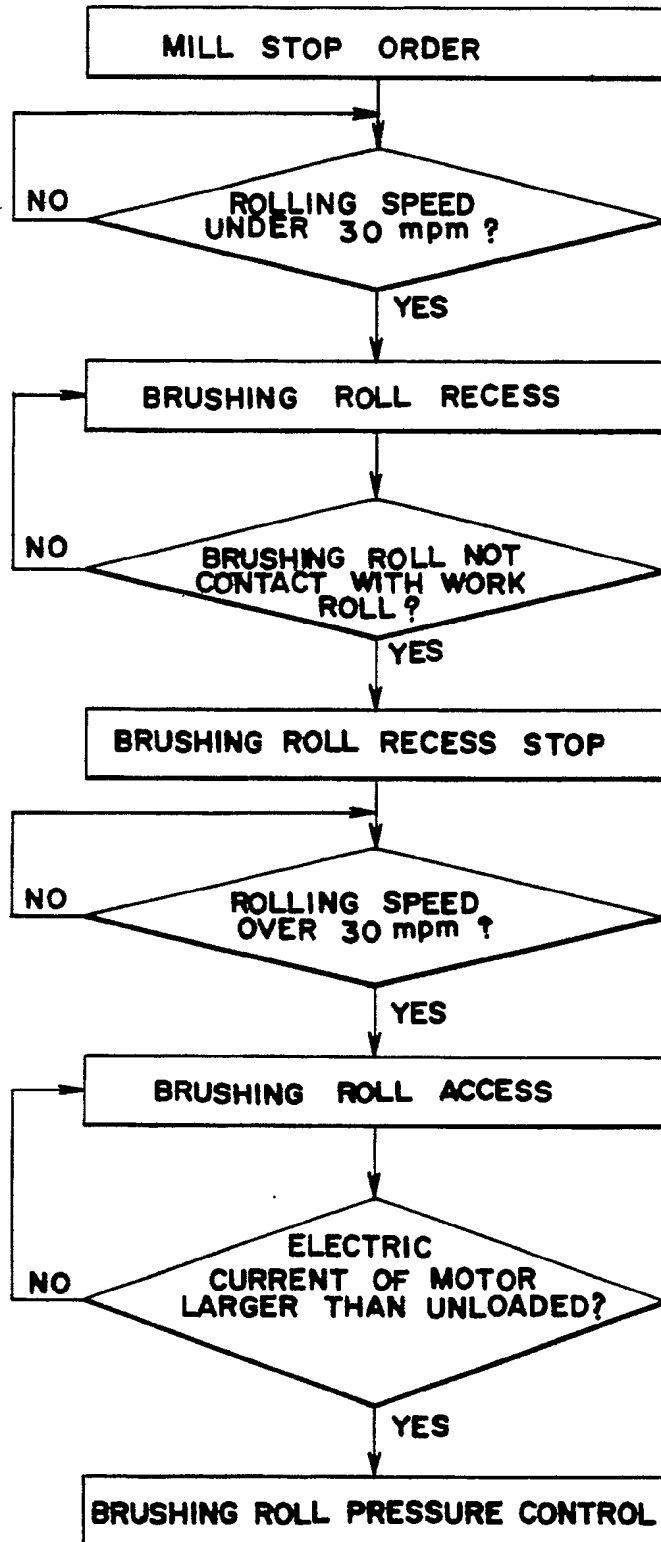 MILL STOP ORDER
NO
ROLLING SPEED
UNDER 30 mpm ?
YES
BRUSHING ROLL RECESS
NO
BRUSHING ROLL NOT
CONTACT WITH WORK
ROLL ?
YES
BRUSHING ROLL RECESS STOP
NO
ROLLING SPEED
OVER 30 mpm ?
YES
BRUSHING ROLL ACCESS
NO
ELECTRIC
CURRENT OF MOTOR
LARGER THAN UNLOADED?
YES
BRUSHING ROLL PRESSURE CONTROL